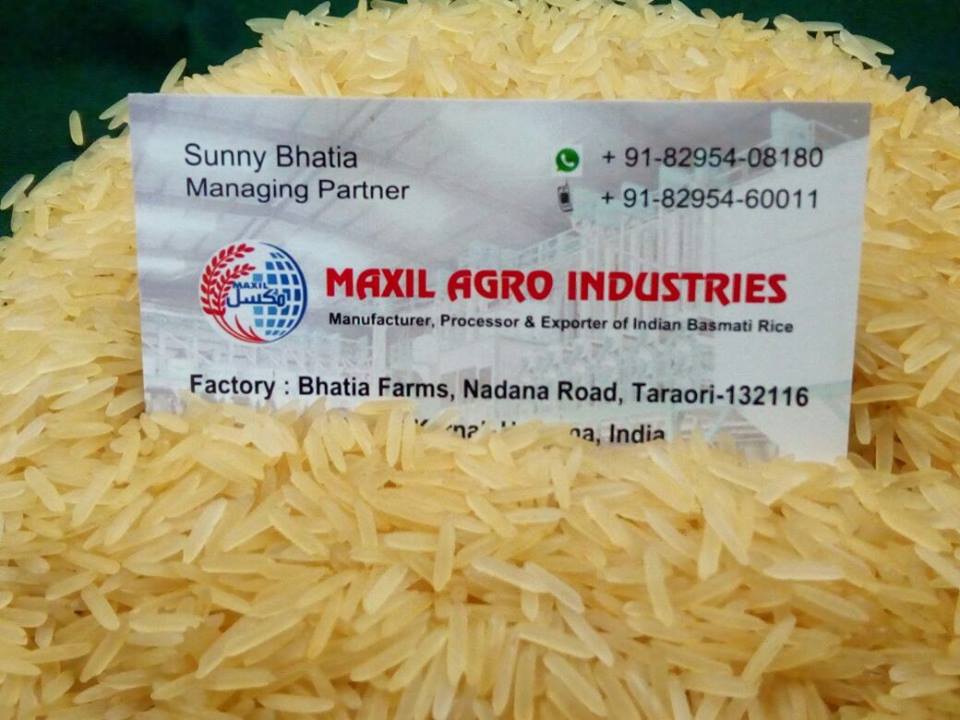 Sunny Bhatia
Managing Partner
+ 91-82954-08180
+ 91-82954-60011
MAXIL
مكسل
MAXIL AGRO INDUSTRIES
Manufacturer, Processor & Exporter of Indian Basmati Rice
Factory : Bhatia Farms, Nadana Road, Taraori-132116
India